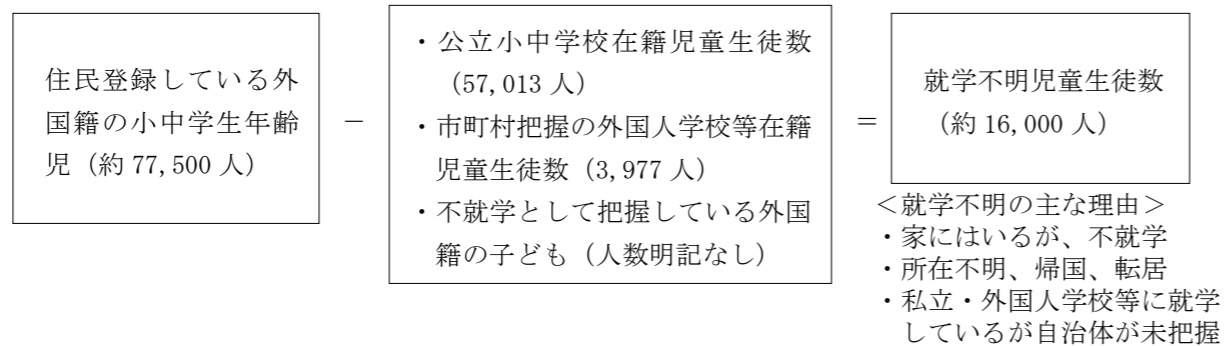 住民登録している外
国籍の小中学生年齢
児（約 77,500 人）
－
・公立小中学校在籍児童生徒数
（57,013 人）
・市町村把握の外国人学校等在籍
児童生徒数（3,977 人）
・不就学として把握している外国
籍の子ども（人数明記なし）
＝
就学不明児童生徒数
（約 16,000 人）
＜就学不明の主な理由＞
・家にはいるが、不就学
・所在不明、帰国、転居
・私立・外国人学校等に就学
しているが自治体が未把握